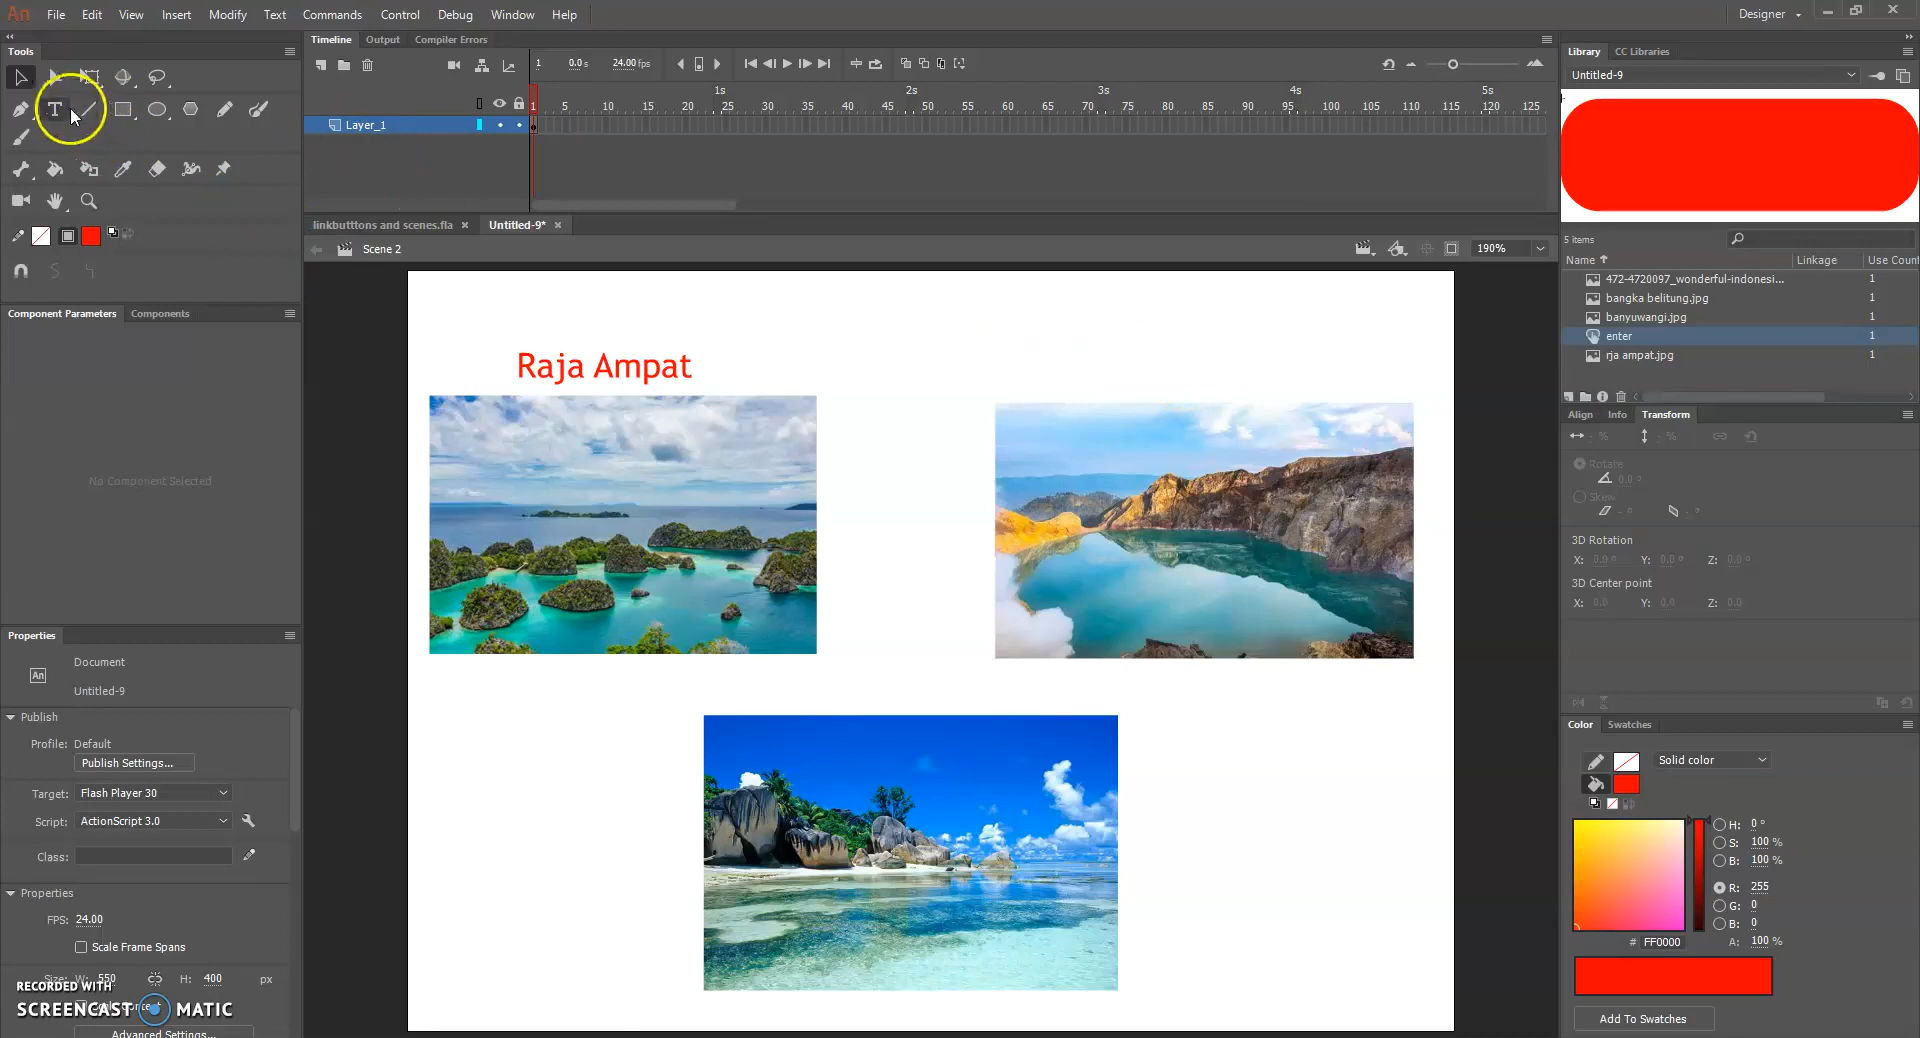 An File Edit View Insert Modify Text Commands Control Debug Window Help Designer
Tools
Timeline Output Compiler Errors
1 0.0 s 24.00 fps
1s 2s 3s 4s 5s
1 5 10 15 20 25 30 35 40 45 50 55 60 65 70 75 80 85 90 95 100 105 110 115 120 125
Layer_1
linkbutttons and scenes.fla Untitled-9*
Scene 2 190%
Component Parameters Components
No Component Selected
Raja Ampat
Properties
An Document
Untitled-9
Publish
Profile: Default
Publish Settings...
Target: Flash Player 30
Script: ActionScript 3.0
Class:
Properties
FPS: 24.00
Scale Frame Spans
Size: W: 550 H: 400 px
RECORDED WITH
SCREENCAST MATIC
Advanced Settings...
Library CC Libraries
Untitled-9
5 items
Name Linkage Use Count
472-4720097_wonderful-indonesi... 1
bangka belitung.jpg 1
banyuwangi.jpg 1
enter 1
rja ampat.jpg 1
Align Info Transform
% %
Rotate
0.0 °
Skew
3D Rotation
X: 0.0 ° Y: 0.0 ° Z: 0.0 °
3D Center point
X: 0.0 Y: 0.0 Z: 0.0
Color Swatches
Solid color
H: 0 °
S: 100 %
B: 100 %
R: 255
G: 0
B: 0
# FF0000 A: 100 %
Add To Swatches